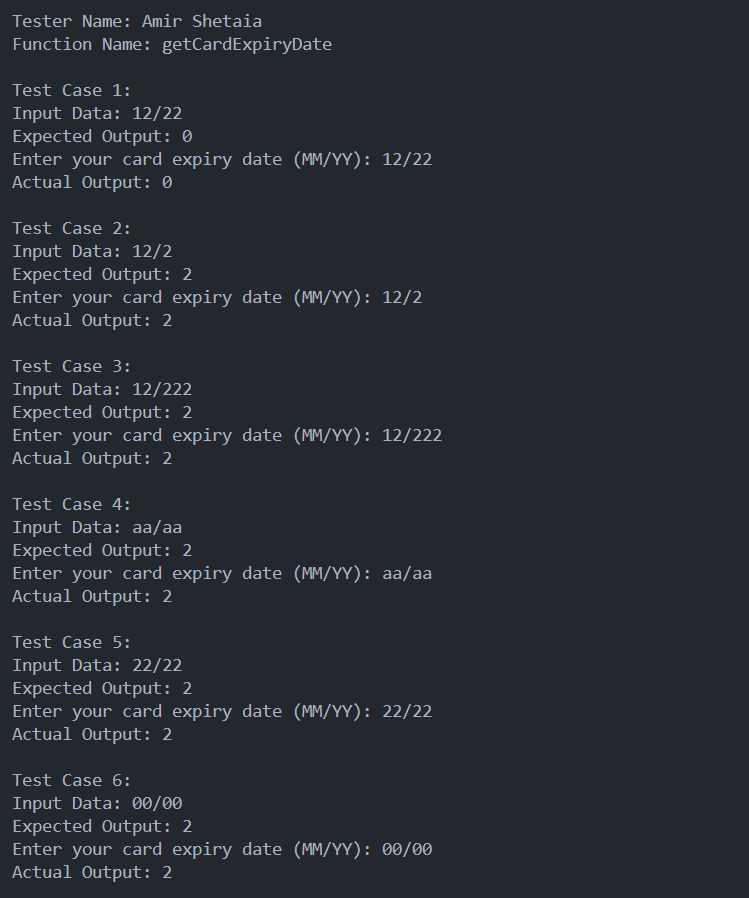 Tester Name: Amir Shetaia
Function Name: getCardExpiryDate
Test Case 1:
Input Data: 12/22
Expected Output: 0
Enter your card expiry date (MM/YY): 12/22
Actual Output: 0
Test Case 2:
Input Data: 12/2
Expected Output: 2
Enter your card expiry date (MM/YY): 12/2
Actual Output: 2
Test Case 3:
Input Data: 12/222
Expected Output: 2
Enter your card expiry date (MM/YY): 12/222
Actual Output: 2
Test Case 4:
Input Data: aa/aa
Expected Output: 2
Enter your card expiry date (MM/YY): aa/aa
Actual Output: 2
Test Case 5:
Input Data: 22/22
Expected Output: 2
Enter your card expiry date (MM/YY): 22/22
Actual Output: 2
Test Case 6:
Input Data: 00/00
Expected Output: 2
Enter your card expiry date (MM/YY): 00/00
Actual Output: 2